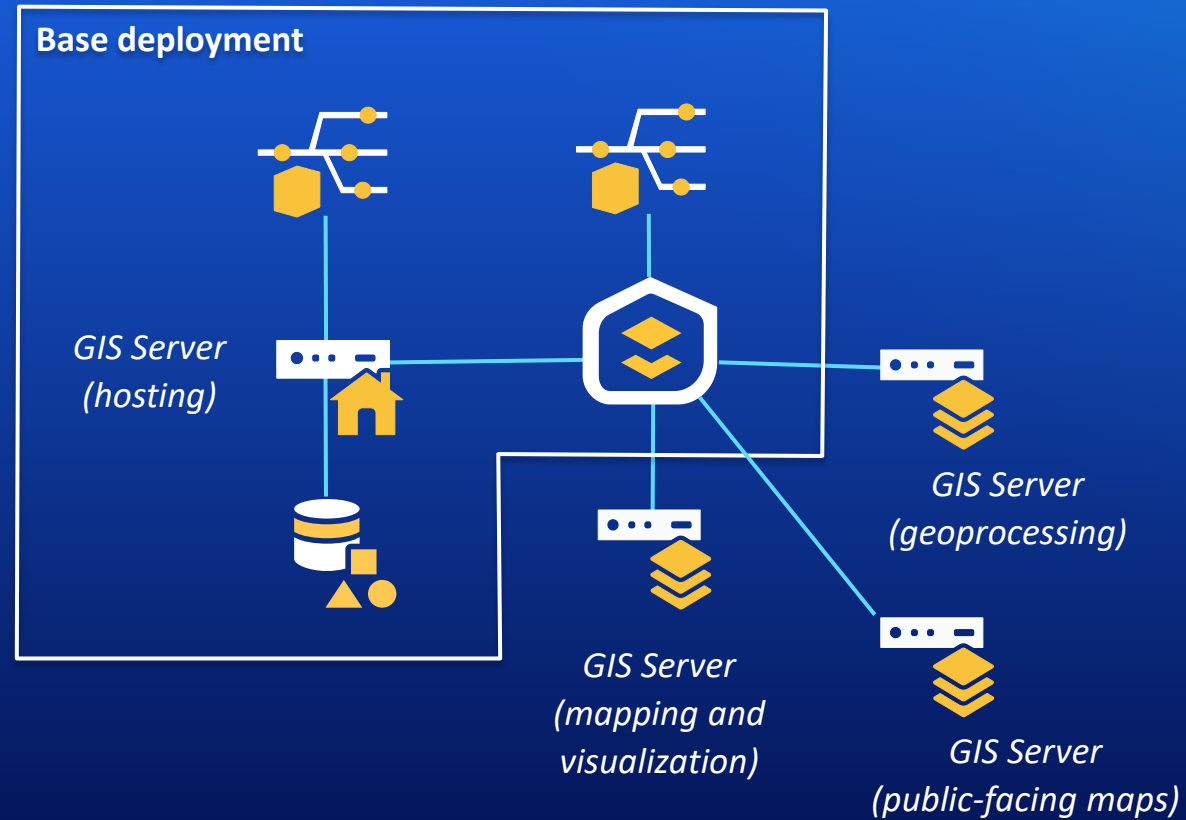 Base deployment
GIS Server
(hosting)
GIS Server
(geoprocessing)
GIS Server
(mapping and
visualization)
GIS Server
(public-facing maps)